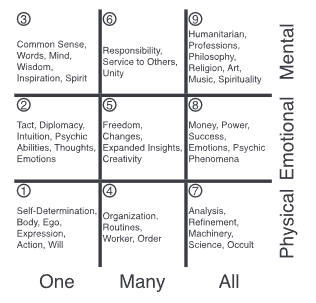 ③
Common Sense,
Words, Mind,
Wisdom,
Inspiration, Spirit
⑥
Responsibility,
Service to Others,
Unity
⑨
Humanitarian,
Professions,
Philosophy,
Religion, Art,
Music, Spirituality
Mental
②
Tact, Diplomacy,
Intuition, Psychic
Abilities, Thoughts,
Emotions
⑤
Freedom,
Changes,
Expanded Insights,
Creativity
⑧
Money, Power,
Success,
Emotions, Psychic
Phenomena
Emotional
①
Self-Determination,
Body, Ego,
Expression,
Action, Will
④
Organization,
Routines,
Worker, Order
⑦
Analysis,
Refinement,
Machinery,
Science, Occult
Physical
One
Many
All